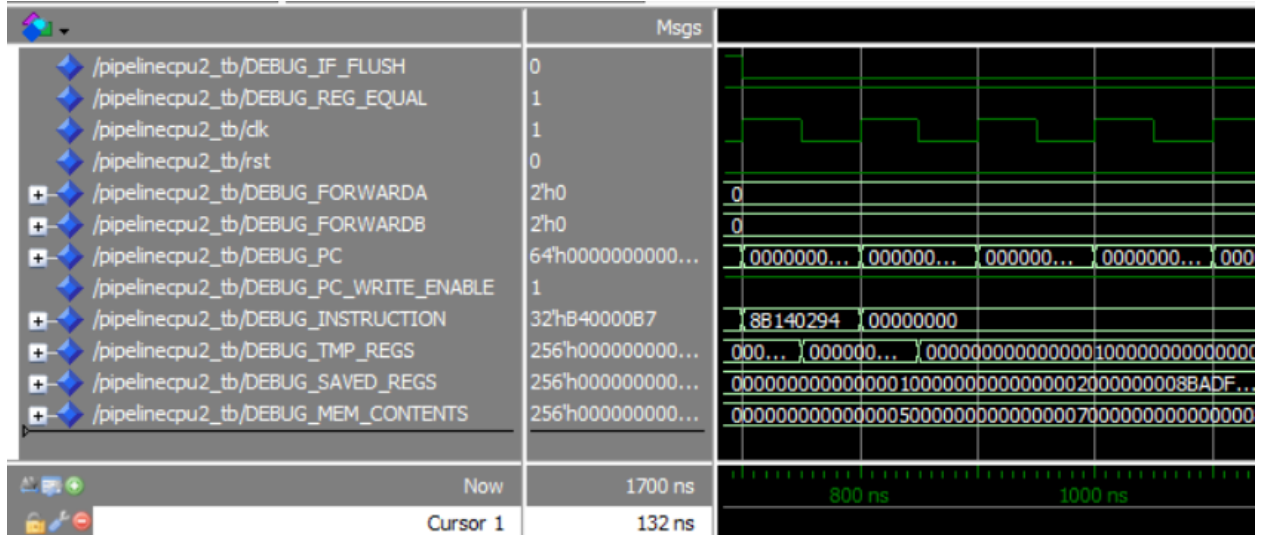 Msgs
/pipelinecpu2_tb/DEBUG_IF_FLUSH 0
/pipelinecpu2_tb/DEBUG_REG_EQUAL 1
/pipelinecpu2_tb/clk 1
/pipelinecpu2_tb/rst 0
/pipelinecpu2_tb/DEBUG_FORWARDA 2'h0 0
/pipelinecpu2_tb/DEBUG_FORWARDB 2'h0 0
/pipelinecpu2_tb/DEBUG_PC 64'h0000000000... 0000000... 000000... 000000... 0000000... 000
/pipelinecpu2_tb/DEBUG_PC_WRITE_ENABLE 1
/pipelinecpu2_tb/DEBUG_INSTRUCTION 32'hB40000B7 8B140294 00000000
/pipelinecpu2_tb/DEBUG_TMP_REGS 256'h000000000... 000... 000000... 00000000000000001000000000000000
/pipelinecpu2_tb/DEBUG_SAVED_REGS 256'h000000000... 00000000000000010000000000000002000000008BADF...
/pipelinecpu2_tb/DEBUG_MEM_CONTENTS 256'h000000000... 000000000000000500000000000000070000000000000000
Now 1700 ns 800 ns 1000 ns
Cursor 1 132 ns